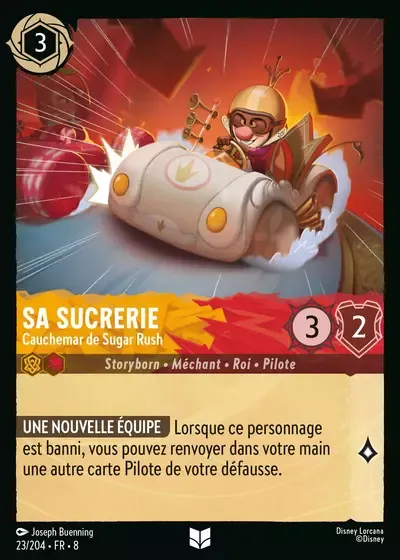 3
SA SUCRERIE
Cauchemar de Sugar Rush
3
2
Storyborn • Méchant • Roi • Pilote
UNE NOUVELLE ÉQUIPE Lorsque ce personnage
est banni, vous pouvez renvoyer dans votre main
une autre carte Pilote de votre défausse.
Joseph Buenning
23/204 • FR • 8
Disney Lorcana
©Disney